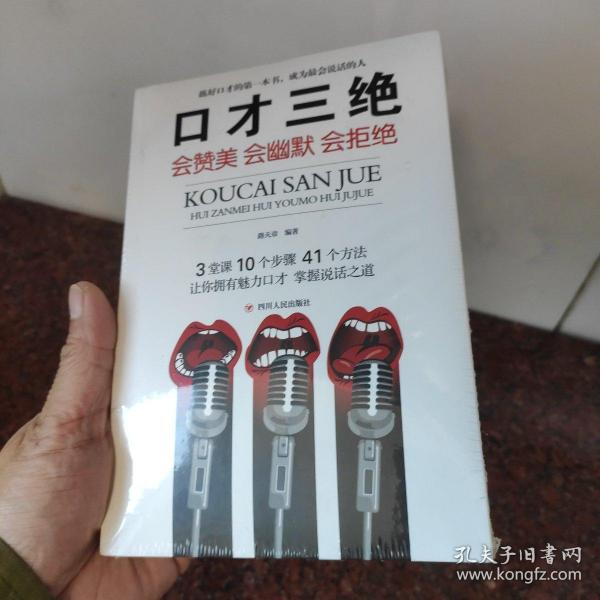 练好口才的第一本书，成为最会说话的人
口才三绝
会赞美 会幽默 会拒绝
KOUCAI SAN JUE
HUI ZANMEI HUI YOUMO HUI JUJUE
路天章 编著
3堂课 10个步骤 41个方法
让你拥有魅力口才 掌握说话之道
四川人民出版社
孔夫子旧书网
www.kongfz.com